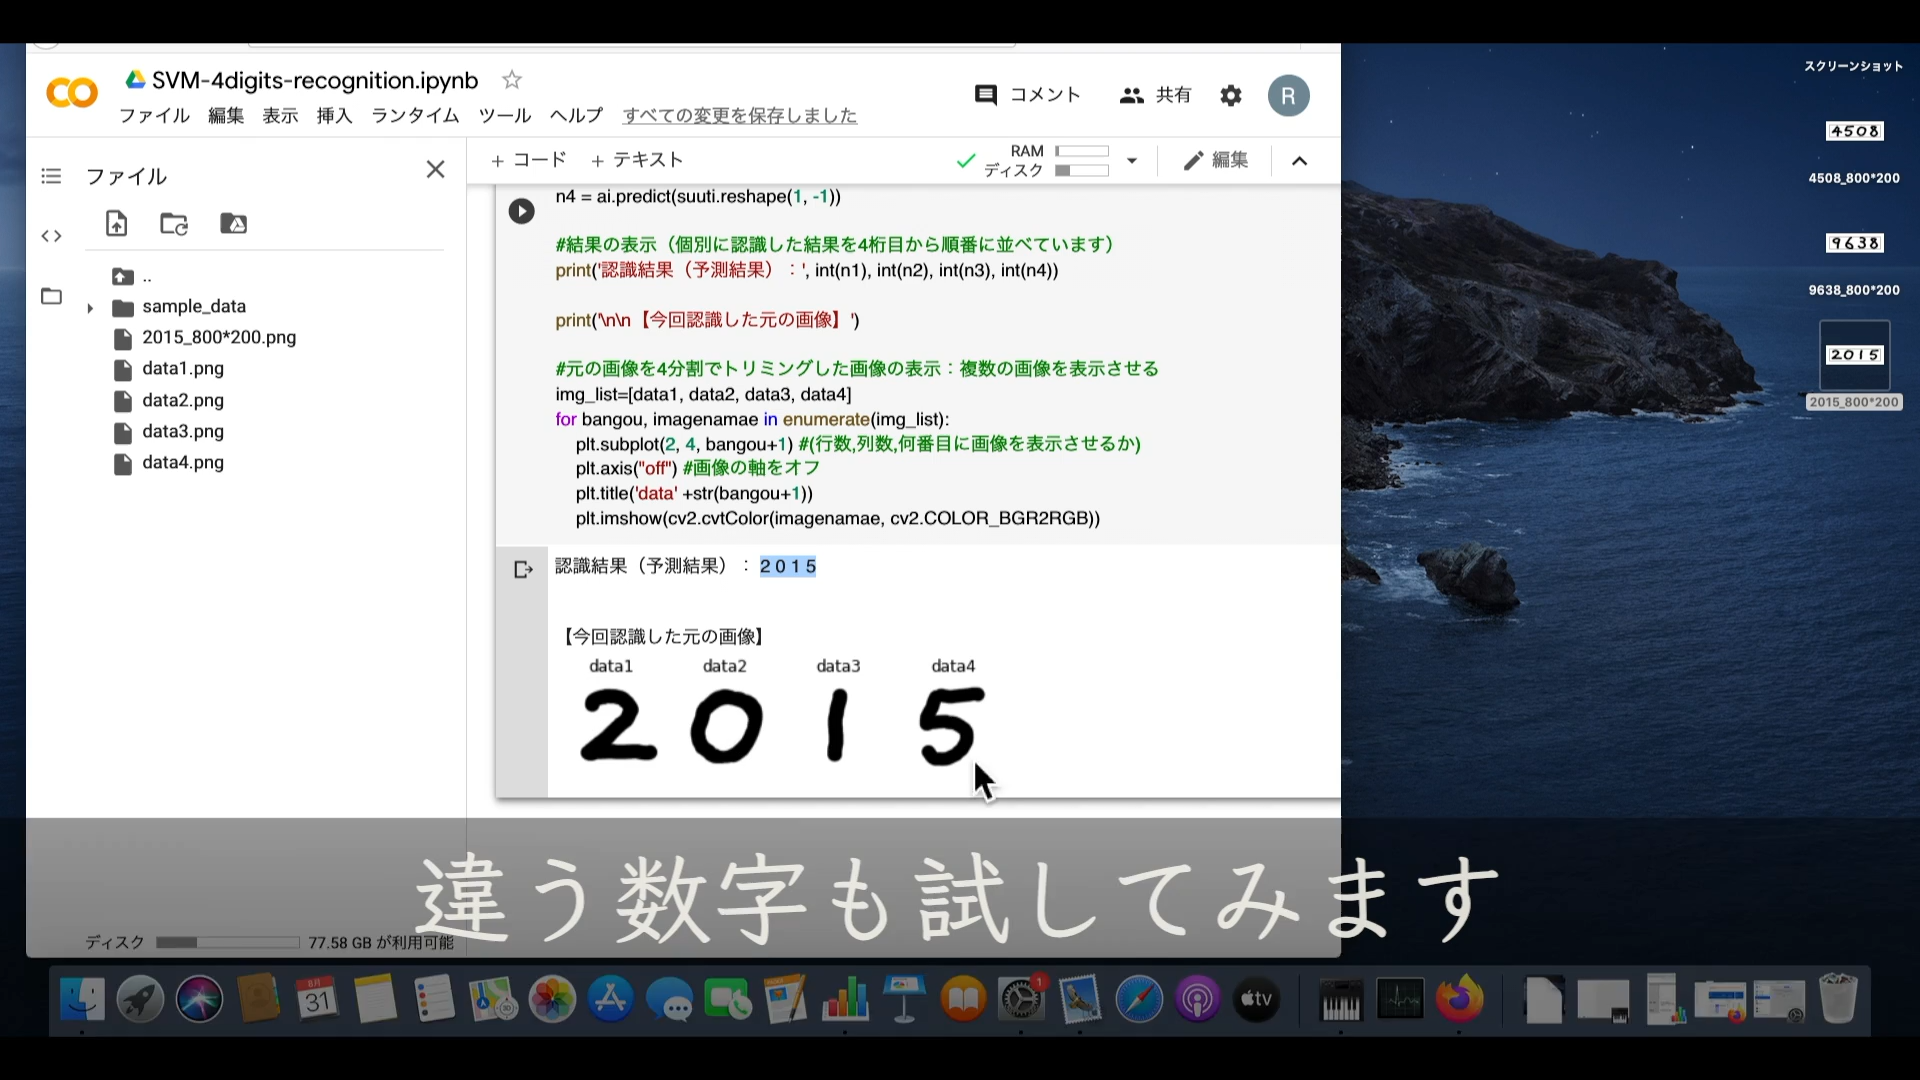 SVM-4digits-recognition.ipynb
ファイル 編集 表示 挿入 ランタイム ツール ヘルプ すべての変更を保存しました
コメント 共有 R
ファイル
+ コード + テキスト
RAM
ディスク
編集
..
sample_data
2015_800*200.png
data1.png
data2.png
data3.png
data4.png
n4 = ai.predict(suuti.reshape(1, -1))
#結果の表示（個別に認識した結果を4桁目から順番に並べています）
print('認識結果（予測結果）：', int(n1), int(n2), int(n3), int(n4))
print('\n\n【今回認識した元の画像】')
#元の画像を4分割でトリミングした画像の表示：複数の画像を表示させる
img_list=[data1, data2, data3, data4]
for bangou, imagenamae in enumerate(img_list):
plt.subplot(2, 4, bangou+1) #(行数,列数,何番目に画像を表示させるか)
plt.axis("off") #画像の軸をオフ
plt.title('data' +str(bangou+1))
plt.imshow(cv2.cvtColor(imagenamae, cv2.COLOR_BGR2RGB))
認識結果（予測結果）： 2 0 1 5
【今回認識した元の画像】
data1 data2 data3 data4
2 0 1 5
ディスク 77.58 GB が利用可能
スクリーンショット
4508
4508_800*200
9638
9638_800*200
2015
2015_800*200
違う数字も試してみます
8月
31
1
tv